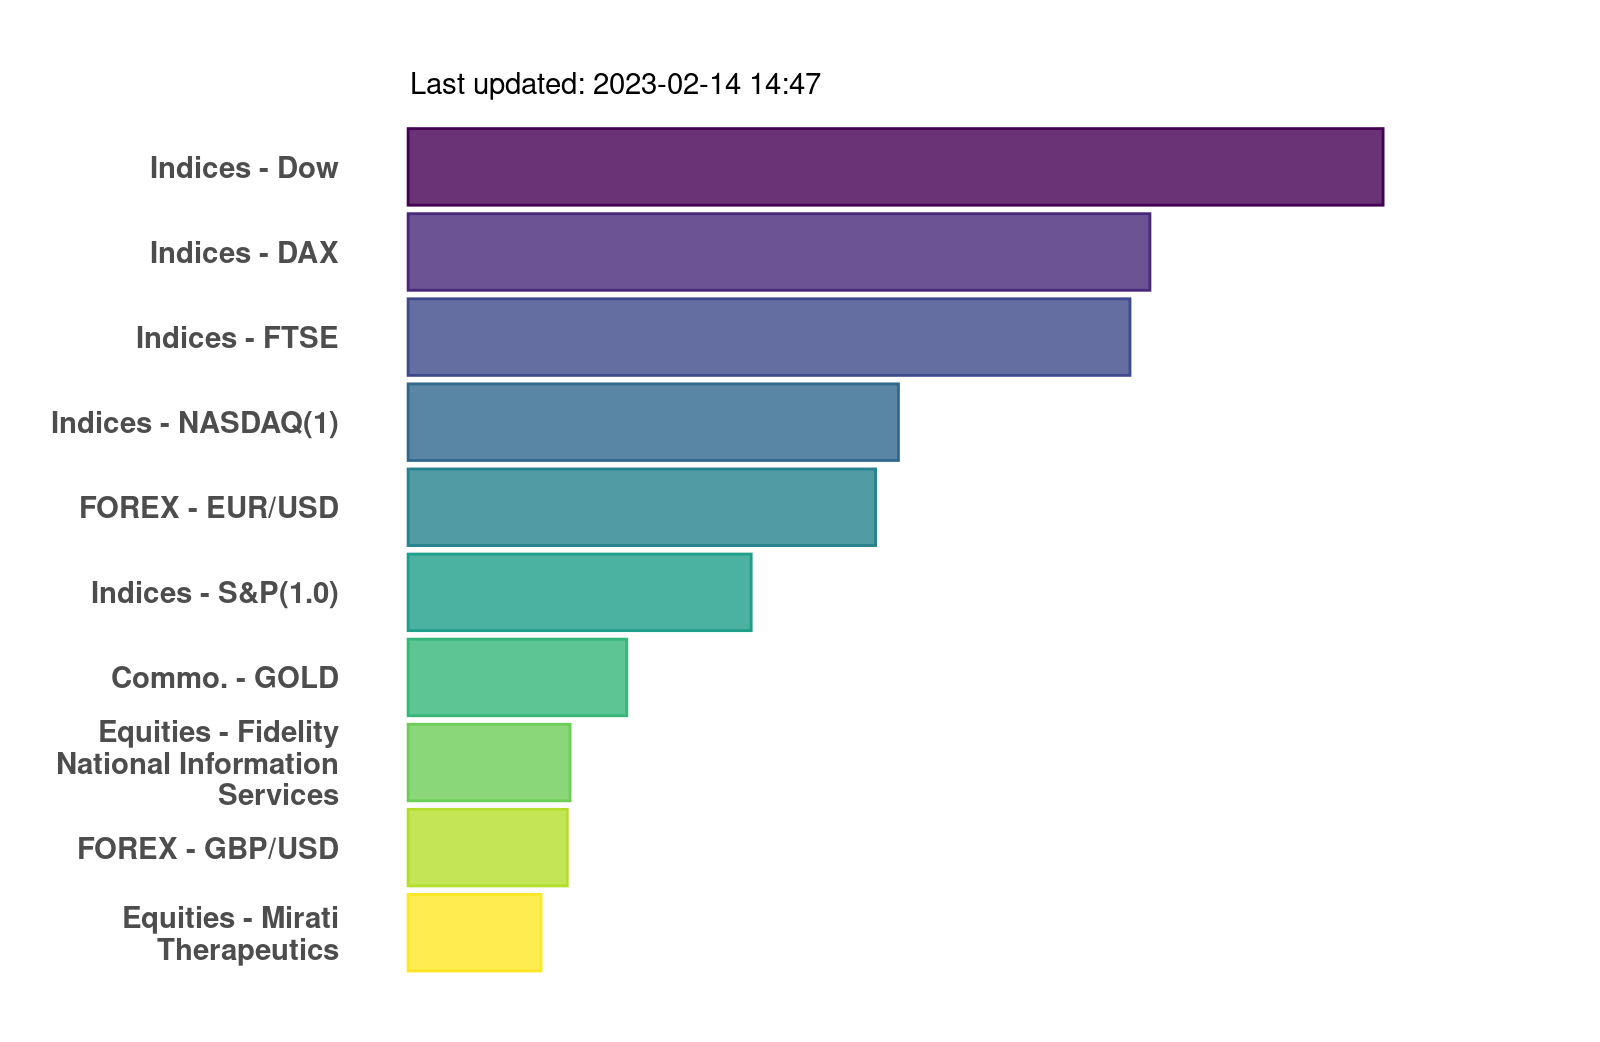 Last updated: 2023-02-14 14:47
Indices - Dow
Indices - DAX
Indices - FTSE
Indices - NASDAQ(1)
FOREX - EUR/USD
Indices - S&P(1.0)
Commo. - GOLD
Equities - Fidelity
National Information
Services
FOREX - GBP/USD
Equities - Mirati
Therapeutics